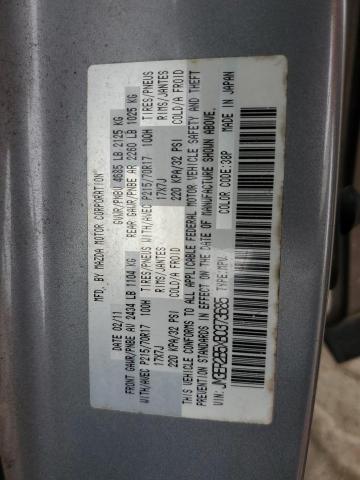 MFD. BY MAZDA MOTOR CORPORATION
DATE 02/11 GVWR/PNBV 4685 LB 2125 KG
FRONT GAWR/PNBE AV 2434 LB 1104 KG REAR GAWR/PNBE AR 2260 LB 1025 KG
WITH/AVEC P215/70R17 100H TIRES/PNEUS WITH/AVEC P215/70R17 100H TIRES/PNEUS
17X7J RIMS/JANTES 17X7J RIMS/JANTES
220 KPA/32 PSI COLD/A FROID 220 KPA/32 PSI COLD/A FROID
THIS VEHICLE CONFORMS TO ALL APPLICABLE FEDERAL MOTOR VEHICLE SAFETY AND THEFT
PREVENTION STANDARDS IN EFFECT ON THE DATE OF MANUFACTURE SHOWN ABOVE.
VIN: TYPE:MPV. COLOR CODE:38P MADE IN JAPAN